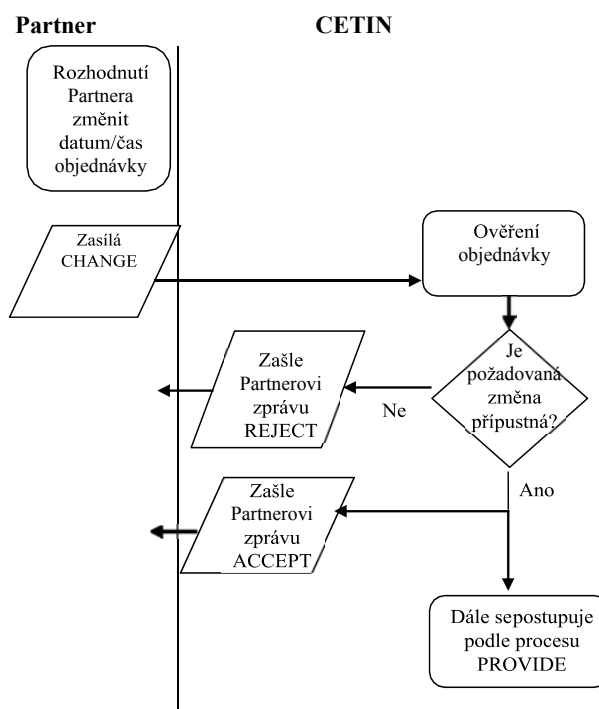 Partner
CETIN
Rozhodnutí
Partnera
změnit
datum/čas
objednávky
Zasílá
CHANGE
Ověření
objednávky
Je
požadovaná
změna
přípustná?
Ne
Zašle
Partnerovi
zprávu
REJECT
Ano
Zašle
Partnerovi
zprávu
ACCEPT
Dále sepostupuje
podle procesu
PROVIDE